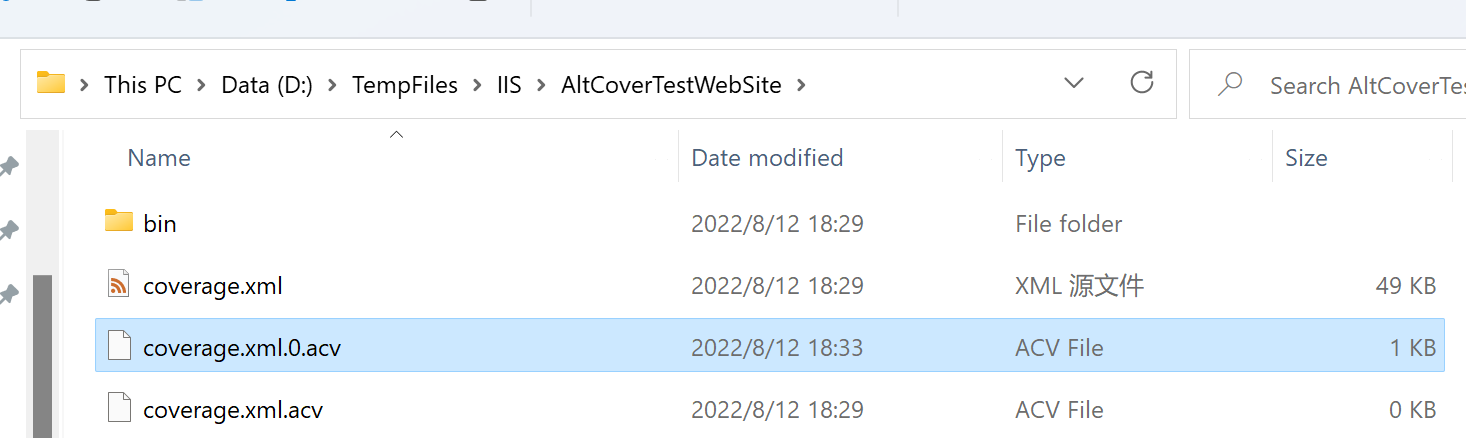 This PC > Data (D:) > TempFiles > IIS > AltCoverTestWebSite >
Search AltCoverTes
Name Date modified Type Size
bin 2022/8/12 18:29 File folder
coverage.xml 2022/8/12 18:29 XML 源文件 49 KB
coverage.xml.0.acv 2022/8/12 18:33 ACV File 1 KB
coverage.xml.acv 2022/8/12 18:29 ACV File 0 KB